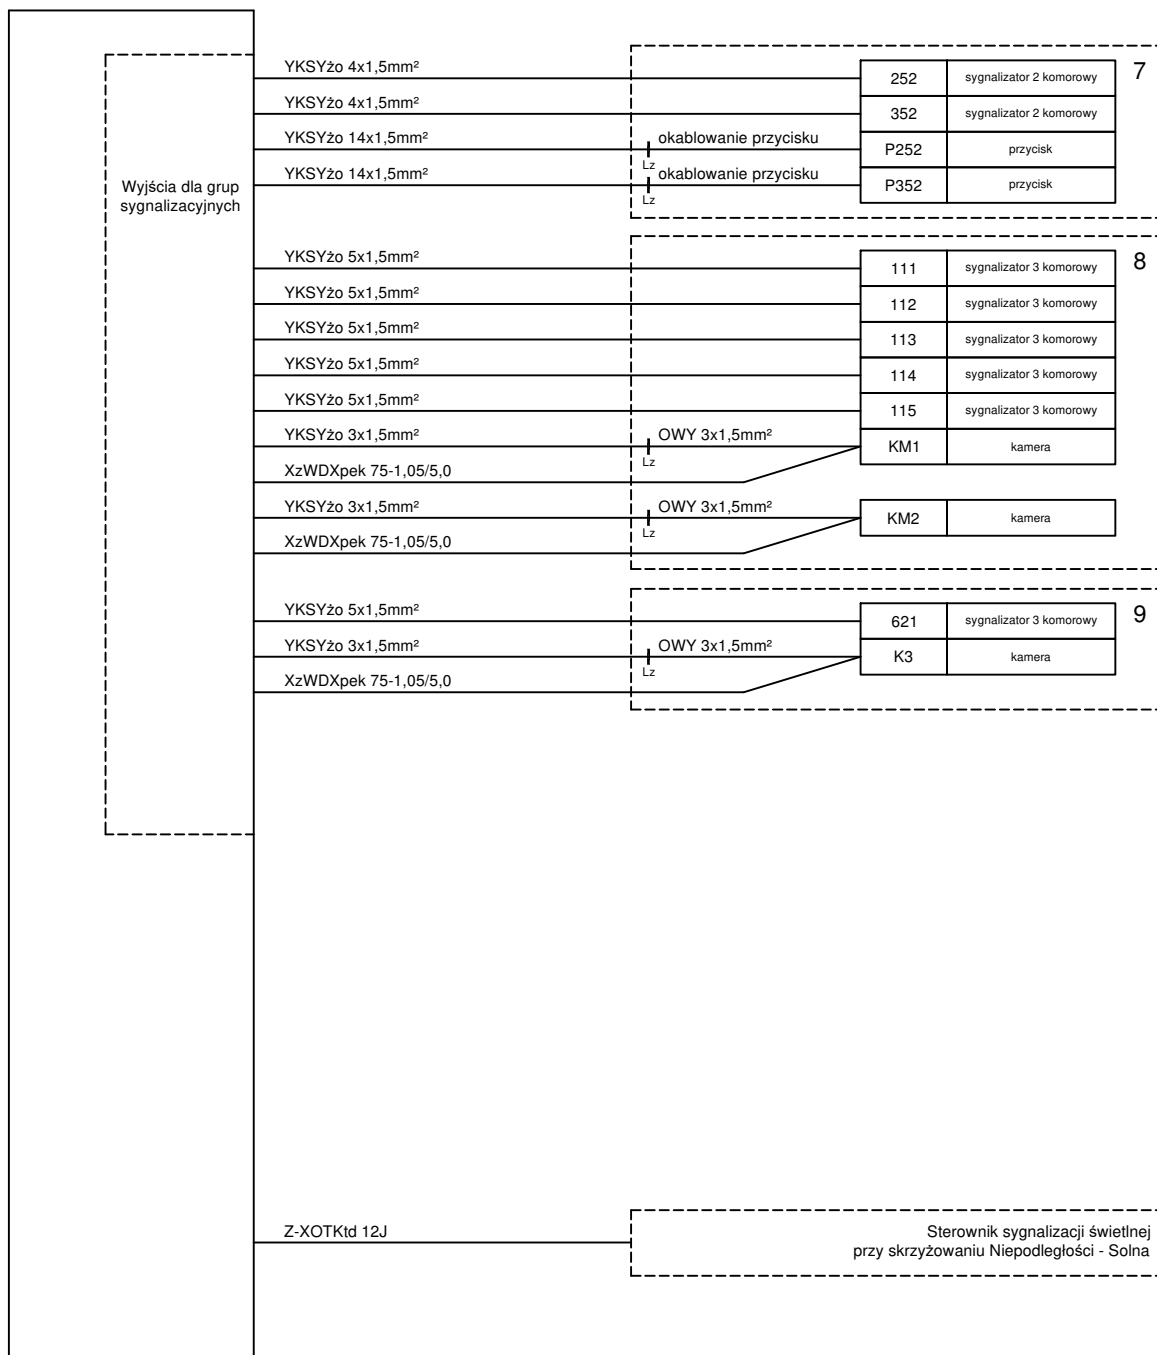 Wyjścia dla grup
sygnalizacyjnych
YKSYżo 4x1,5mm² 252 sygnalizator 2 komorowy 7
YKSYżo 4x1,5mm² 352 sygnalizator 2 komorowy
YKSYżo 14x1,5mm² Lz okablowanie przycisku P252 przycisk
YKSYżo 14x1,5mm² Lz okablowanie przycisku P352 przycisk
YKSYżo 5x1,5mm² 111 sygnalizator 3 komorowy 8
YKSYżo 5x1,5mm² 112 sygnalizator 3 komorowy
YKSYżo 5x1,5mm² 113 sygnalizator 3 komorowy
YKSYżo 5x1,5mm² 114 sygnalizator 3 komorowy
YKSYżo 5x1,5mm² 115 sygnalizator 3 komorowy
YKSYżo 3x1,5mm² Lz OWY 3x1,5mm² KM1 kamera
XzWDXpek 75-1,05/5,0
YKSYżo 3x1,5mm² Lz OWY 3x1,5mm² KM2 kamera
XzWDXpek 75-1,05/5,0
YKSYżo 5x1,5mm² 621 sygnalizator 3 komorowy 9
YKSYżo 3x1,5mm² Lz OWY 3x1,5mm² K3 kamera
XzWDXpek 75-1,05/5,0
Z-XOTKtd 12J
Sterownik sygnalizacji świetlnej
przy skrzyżowaniu Niepodległości - Solna